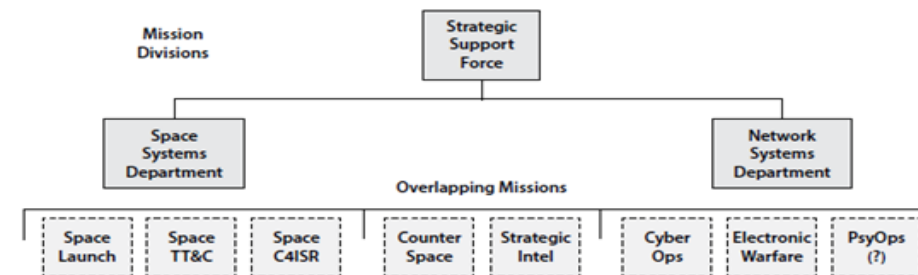 Mission
Divisions
Strategic
Support
Force
Space
Systems
Department
Network
Systems
Department
Overlapping Missions
Space
Launch
Space
TT&C
Space
C4ISR
Counter
Space
Strategic
Intel
Cyber
Ops
Electronic
Warfare
PsyOps
(?)